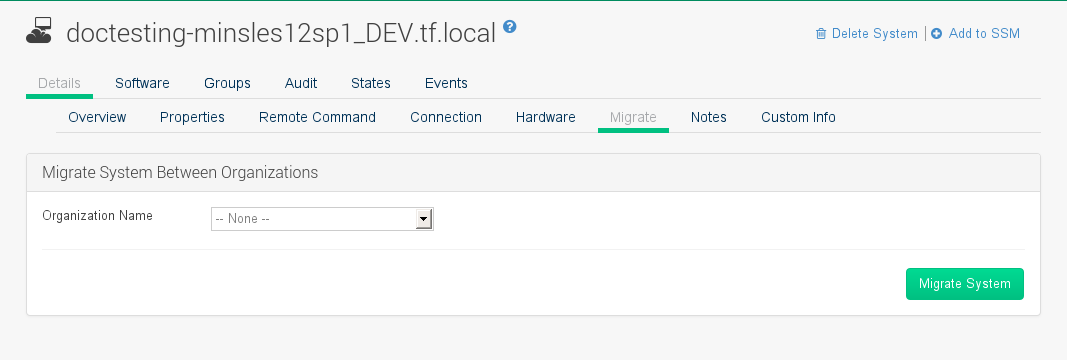 doctesting-minsles12sp1_DEV.tf.local ?
Delete System | Add to SSM
Details Software Groups Audit States Events
Overview Properties Remote Command Connection Hardware Migrate Notes Custom Info
Migrate System Between Organizations
Organization Name -- None --
Migrate System